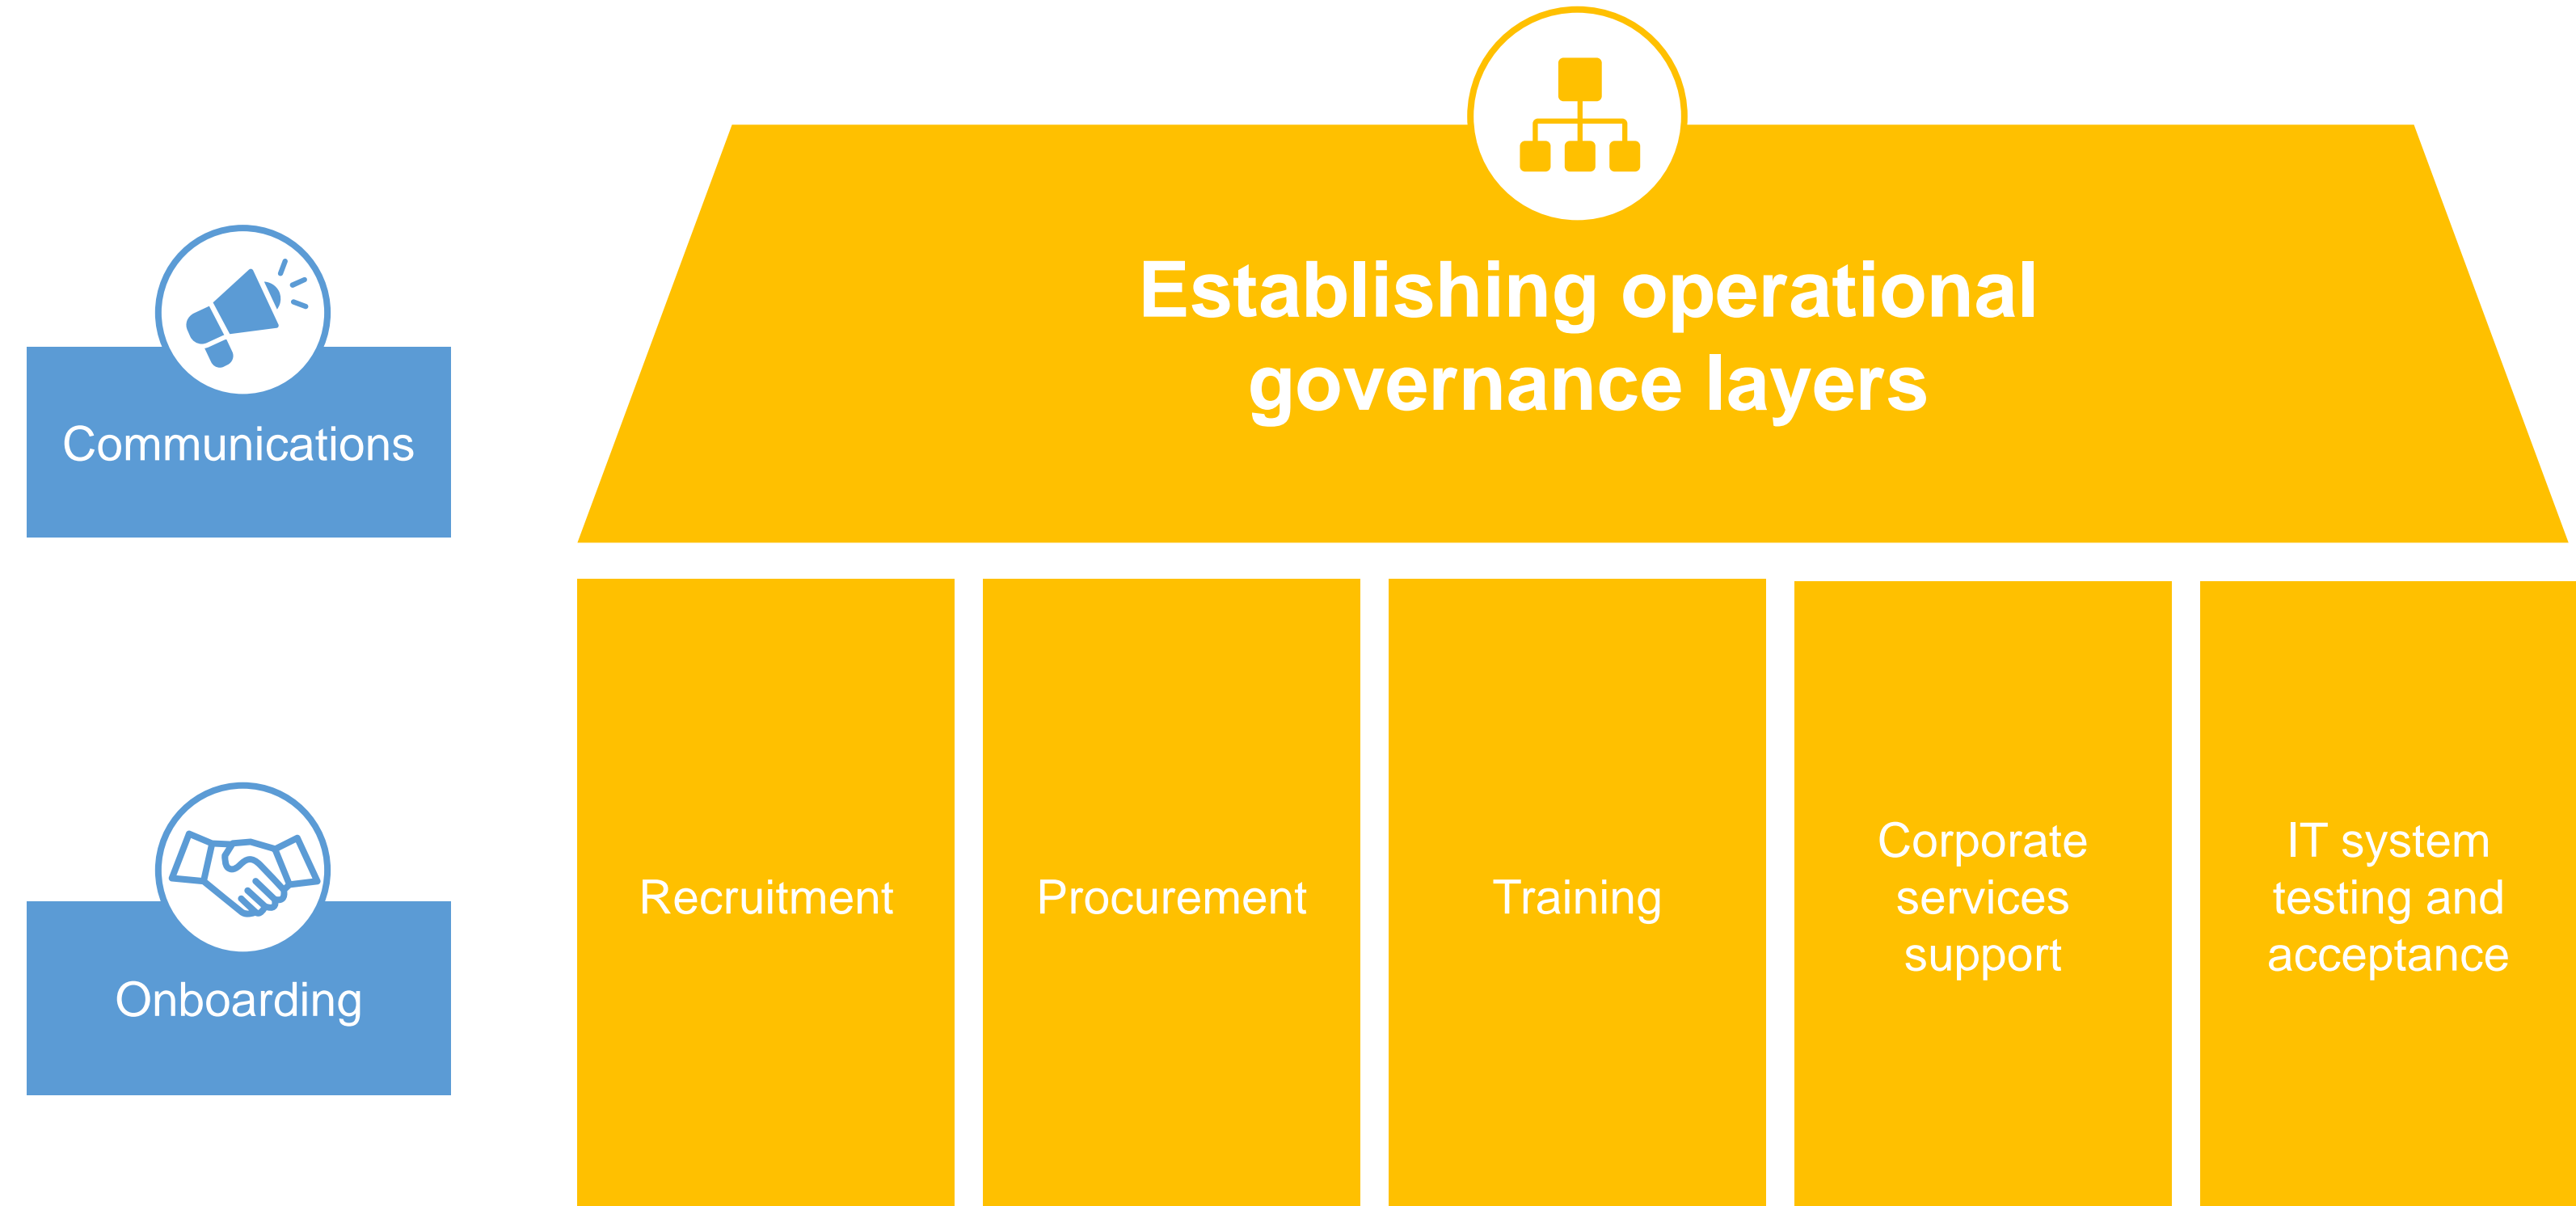 Establishing operational
governance layers
Communications
Onboarding
Recruitment
Procurement
Training
Corporate
services
support
IT system
testing and
acceptance